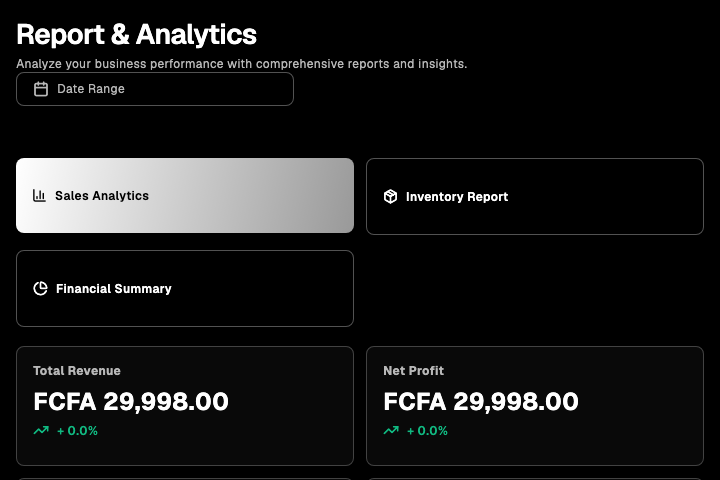 Report & Analytics
Analyze your business performance with comprehensive reports and insights.
Date Range
Sales Analytics
Inventory Report
Financial Summary
Total Revenue
FCFA 29,998.00
+ 0.0%
Net Profit
FCFA 29,998.00
+ 0.0%